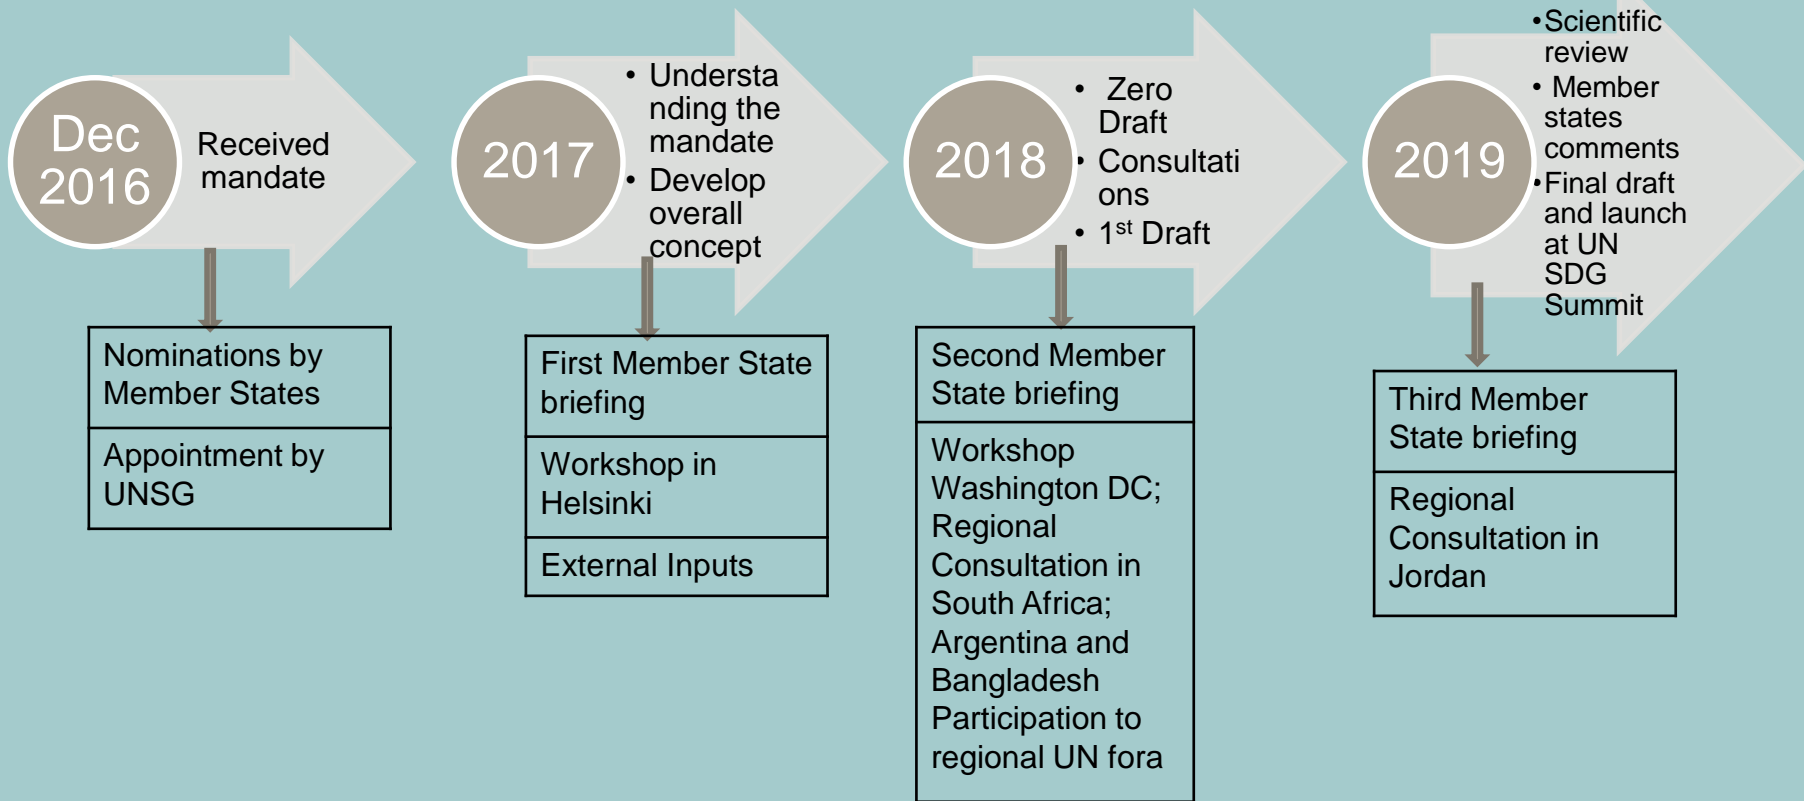 Dec
2016
Received
mandate
Nominations by
Member States
Appointment by
UNSG
2017
• Understa
nding the
mandate
• Develop
overall
concept
First Member State
briefing
Workshop in
Helsinki
External Inputs
2018
• Zero
Draft
• Consultati
ons
• 1st Draft
Second Member
State briefing
Workshop
Washington DC;
Regional
Consultation in
South Africa;
Argentina and
Bangladesh
Participation to
regional UN fora
2019
•Scientific
review
• Member
states
comments
•Final draft
and launch
at UN
SDG
Summit
Third Member
State briefing
Regional
Consultation in
Jordan